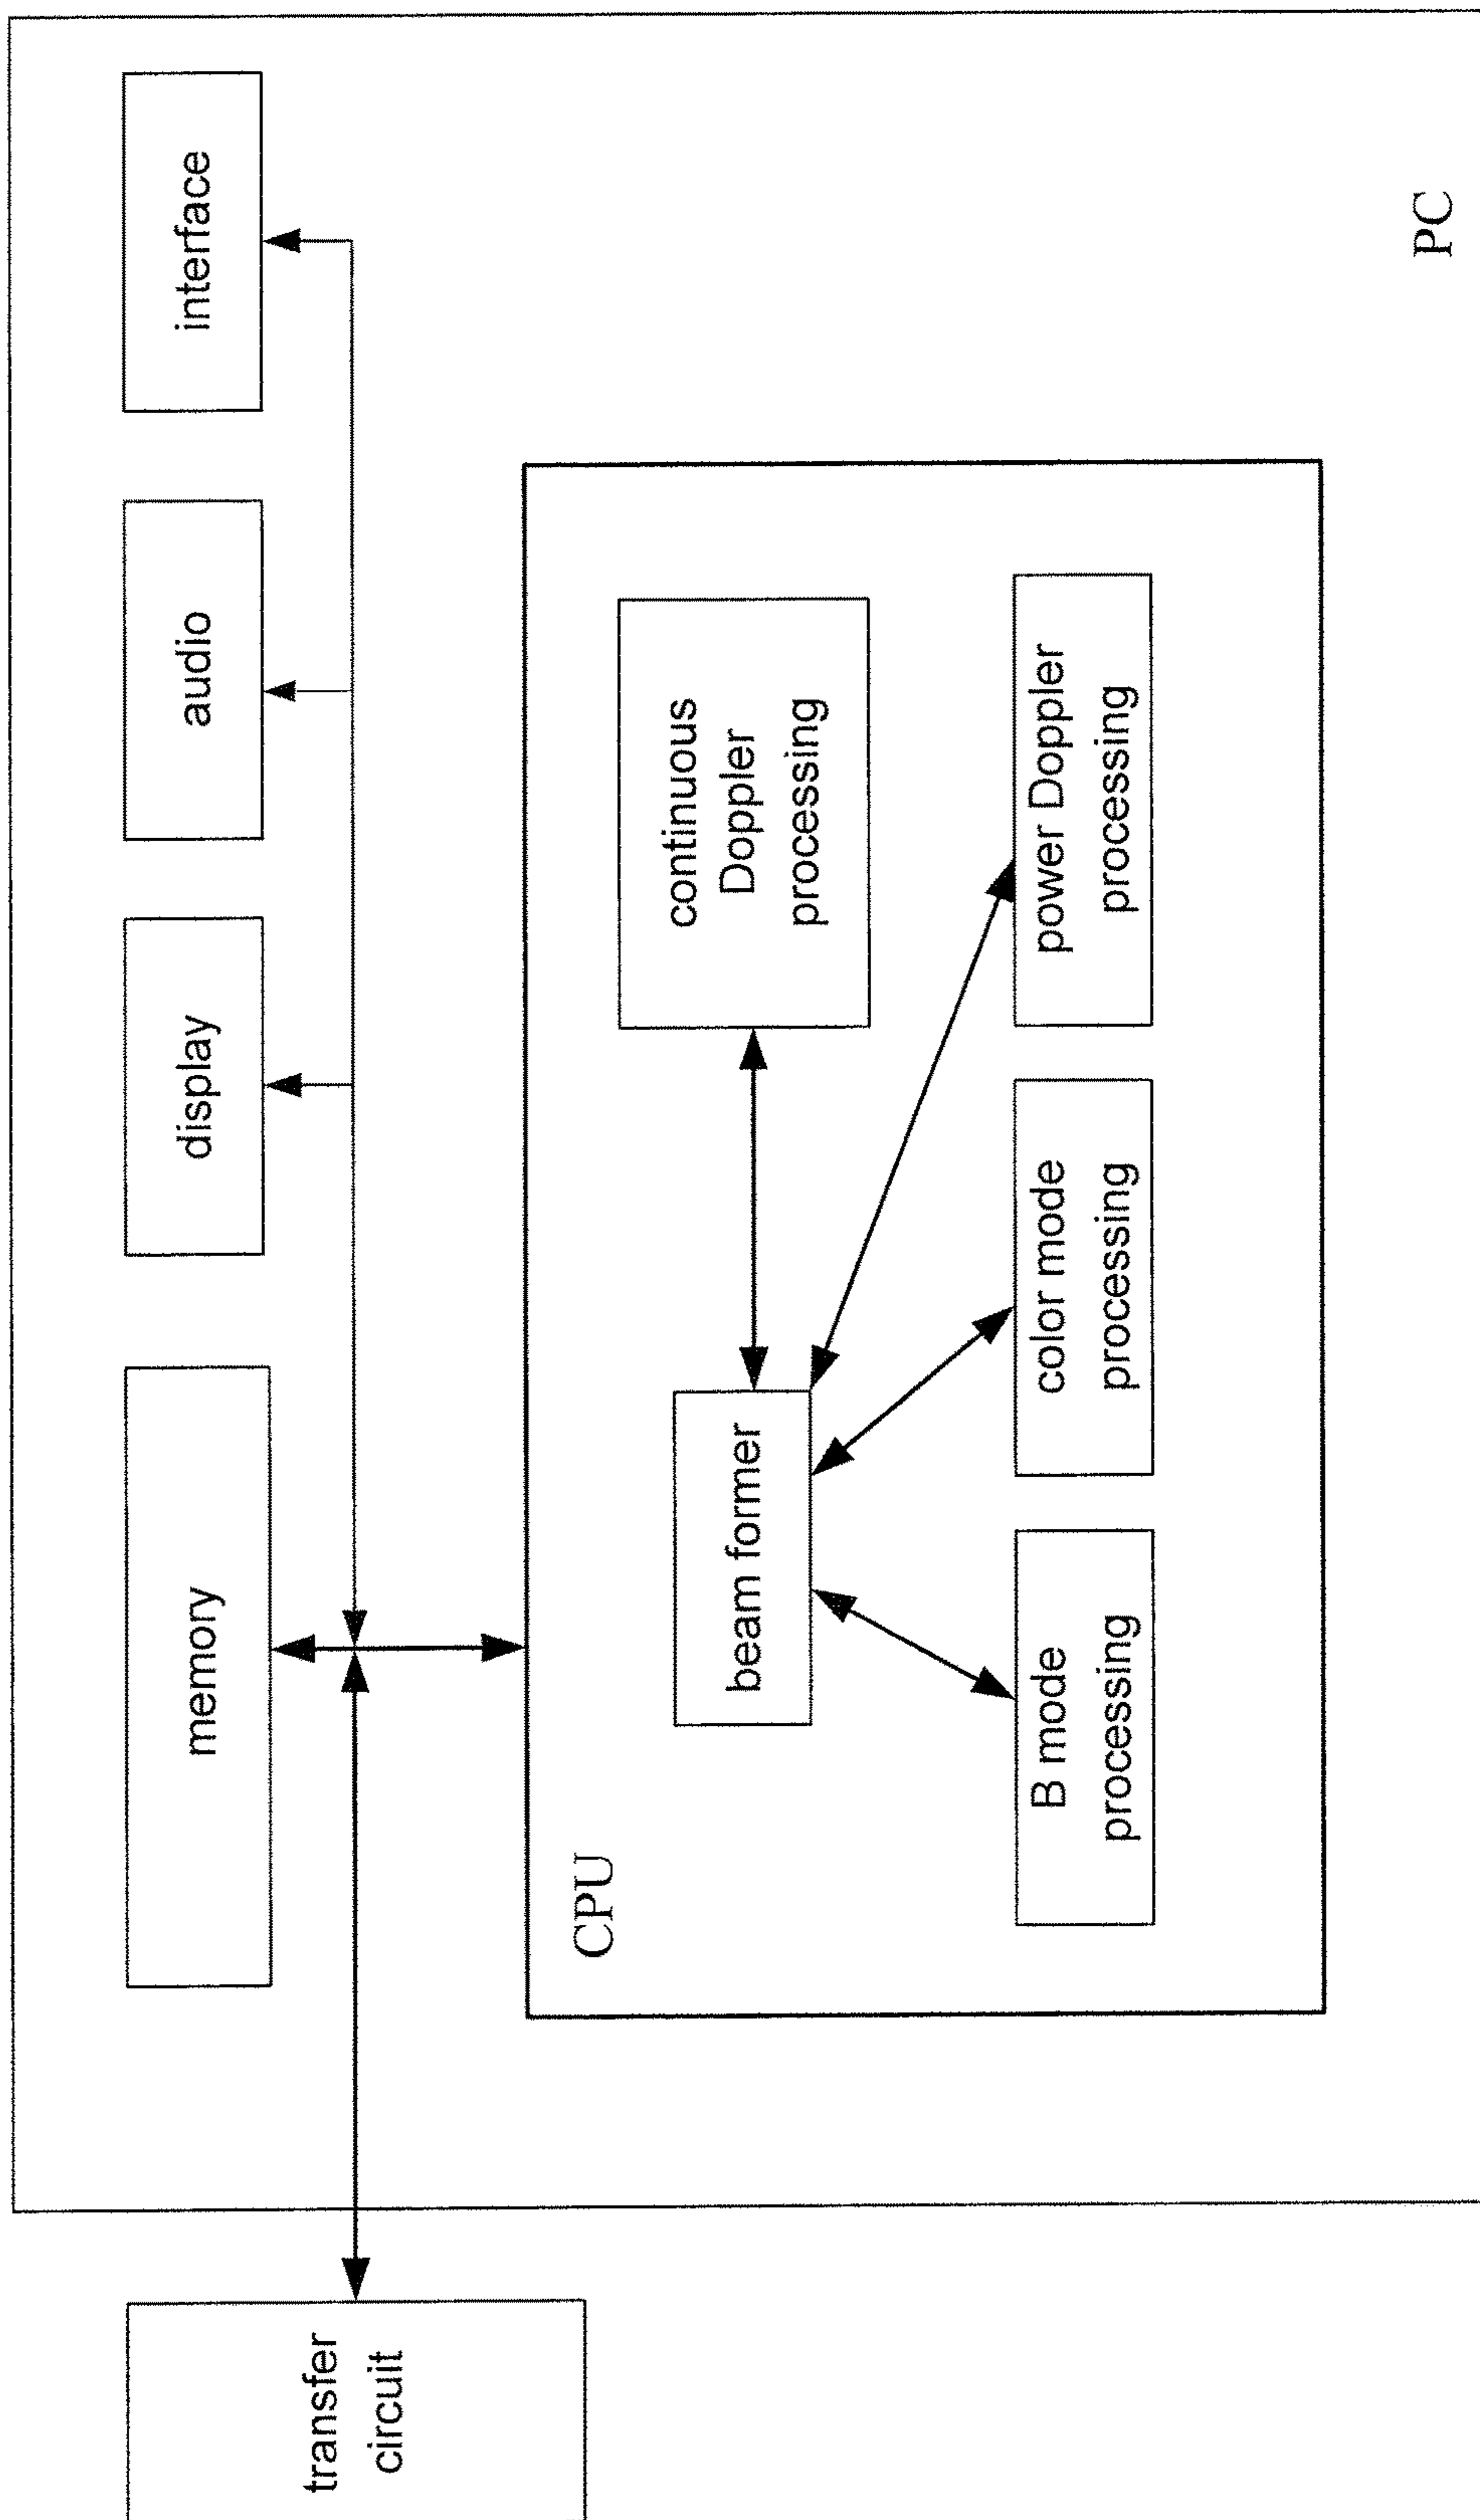 transfer
circuit
memory
display
audio
interface
CPU
beam former
continuous
Doppler
processing
B mode
processing
color mode
processing
power Doppler
processing
PC